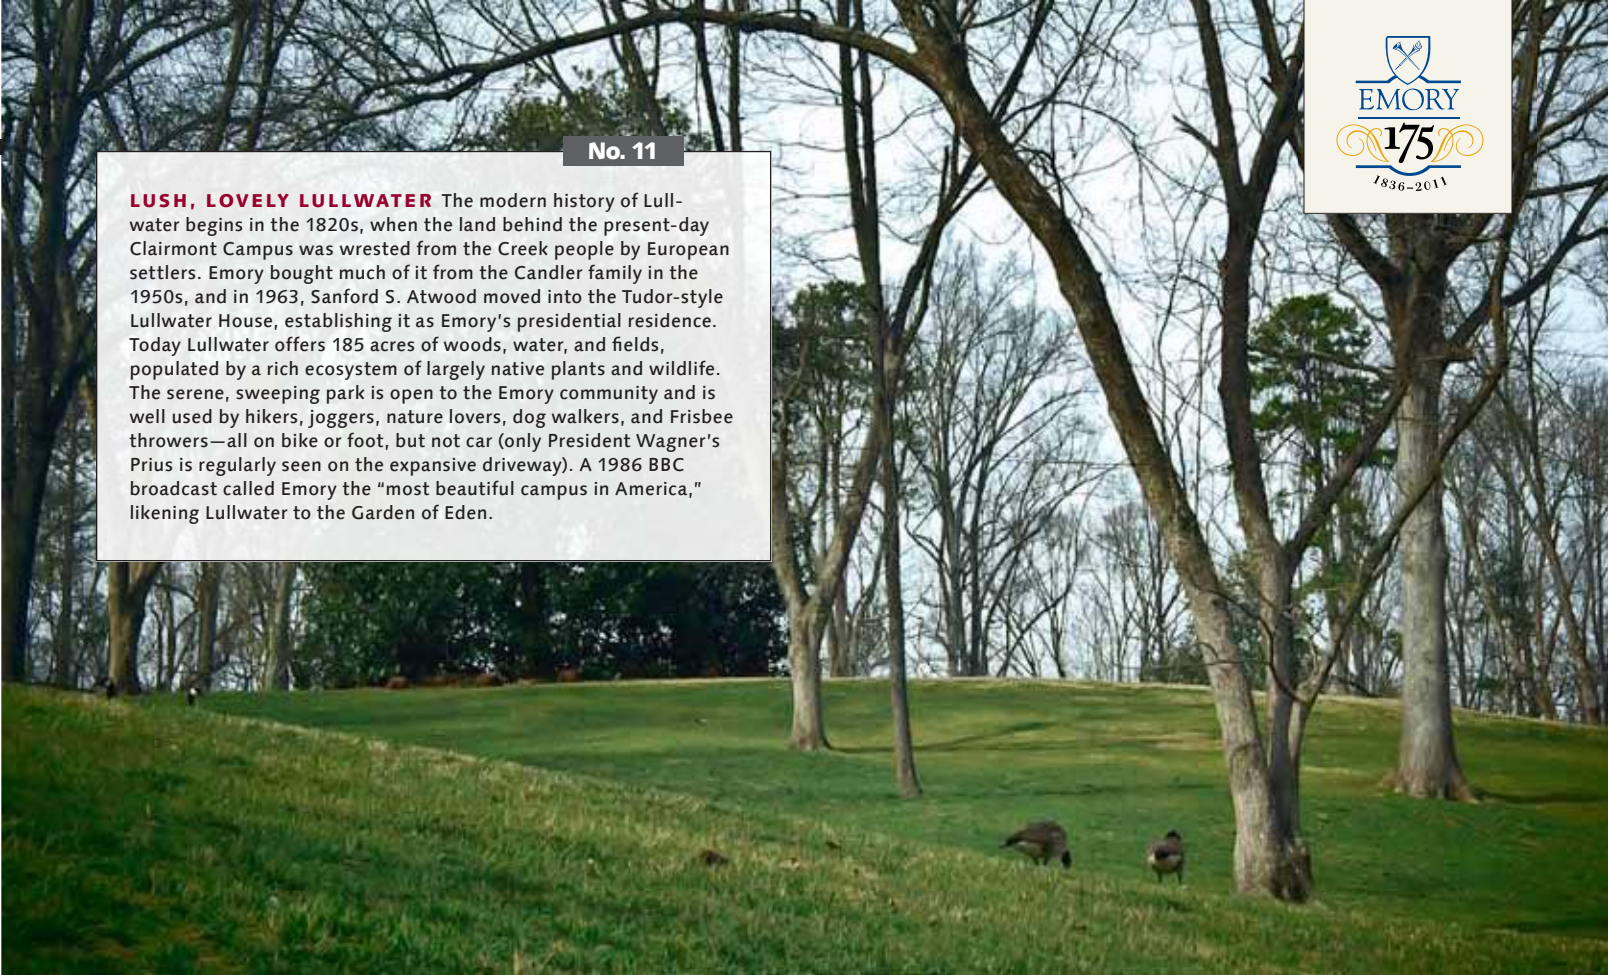 No. 11
LUSH, LOVELY LULLWATER The modern history of Lull-
water begins in the 1820s, when the land behind the present-day
Clairmont Campus was wrested from the Creek people by European
settlers. Emory bought much of it from the Candler family in the
1950s, and in 1963, Sanford S. Atwood moved into the Tudor-style
Lullwater House, establishing it as Emory’s presidential residence.
Today Lullwater offers 185 acres of woods, water, and fields,
populated by a rich ecosystem of largely native plants and wildlife.
The serene, sweeping park is open to the Emory community and is
well used by hikers, joggers, nature lovers, dog walkers, and Frisbee
throwers—all on bike or foot, but not car (only President Wagner’s
Prius is regularly seen on the expansive driveway). A 1986 BBC
broadcast called Emory the “most beautiful campus in America,”
likening Lullwater to the Garden of Eden.
EMORY
175
1836–2011